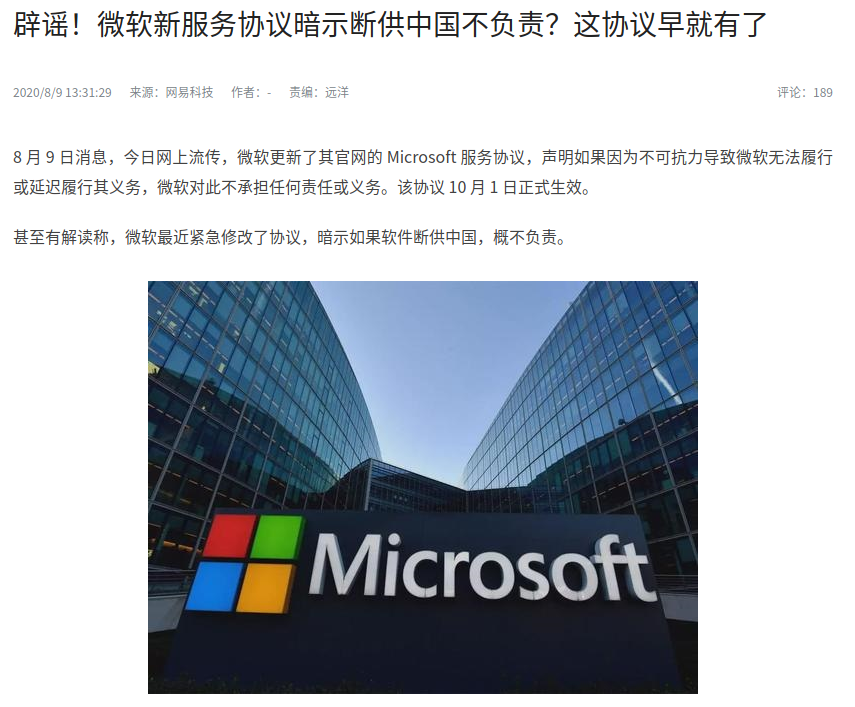 辟谣！微软新服务协议暗示断供中国不负责？这协议早就有了
2020/8/9 13:31:29 来源：网易科技 作者：- 责编：远洋 评论：189
8 月 9 日消息，今日网上流传，微软更新了其官网的 Microsoft 服务协议，声明如果因为不可抗力导致微软无法履行
或延迟履行其义务，微软对此不承担任何责任或义务。该协议 10 月 1 日正式生效。
甚至有解读称，微软最近紧急修改了协议，暗示如果软件断供中国，概不负责。
Microsoft